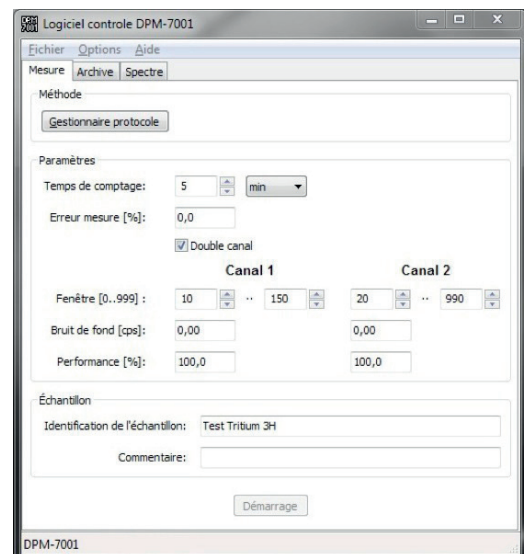 Logiciel controle DPM-7001
Fichier Options Aide
Mesure Archive Spectre
Méthode
Gestionnaire protocole
Paramètres
Temps de comptage: 5 min
Erreur mesure [%]: 0,0
Double canal
Canal 1 Canal 2
Fenêtre [0..999] : 10 .. 150 20 .. 990
Bruit de fond [cps]: 0,00 0,00
Performance [%]: 100,0 100,0
Échantillon
Identification de l'échantillon: Test Tritium 3H
Commentaire:
Démarrage
DPM-7001